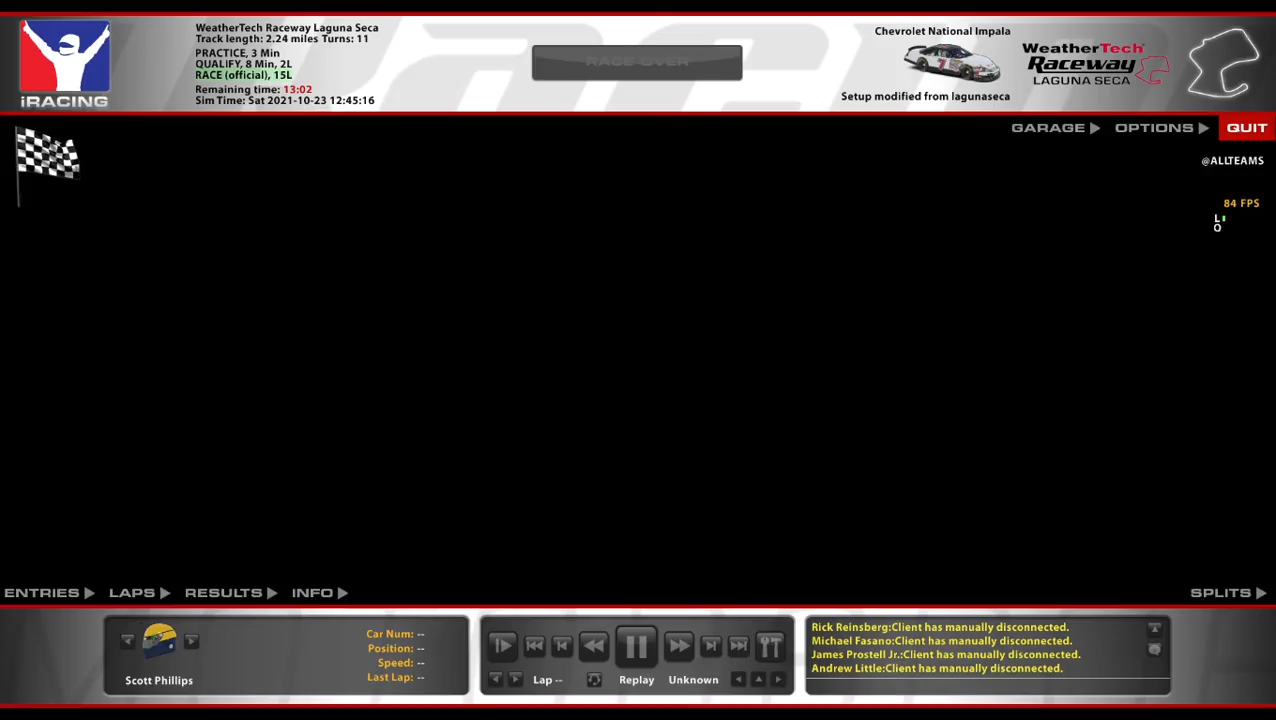 WeatherTech Raceway Laguna Seca
Track length: 2.24 miles Turns: 11
PRACTICE, 3 Min
QUALIFY, 8 Min, 2L
RACE (official), 15L
Remaining time: 13:02
Sim Time: Sat 2021-10-23 12:45:16
iRACING
RACE OVER
Chevrolet National Impala
7
Setup modified from lagunaseca
WeatherTech
Raceway
LAGUNA SECA
GARAGE
OPTIONS
QUIT
@ALLTEAMS
84 FPS
L
Q
ENTRIES
LAPS
RESULTS
INFO
SPLITS
Scott Phillips
Car Num: --
Position: --
Speed: --
Last Lap: --
Lap --
Replay
Unknown
Rick Reinsberg:Client has manually disconnected.
Michael Fasano:Client has manually disconnected.
James Prostell Jr.:Client has manually disconnected.
Andrew Little:Client has manually disconnected.